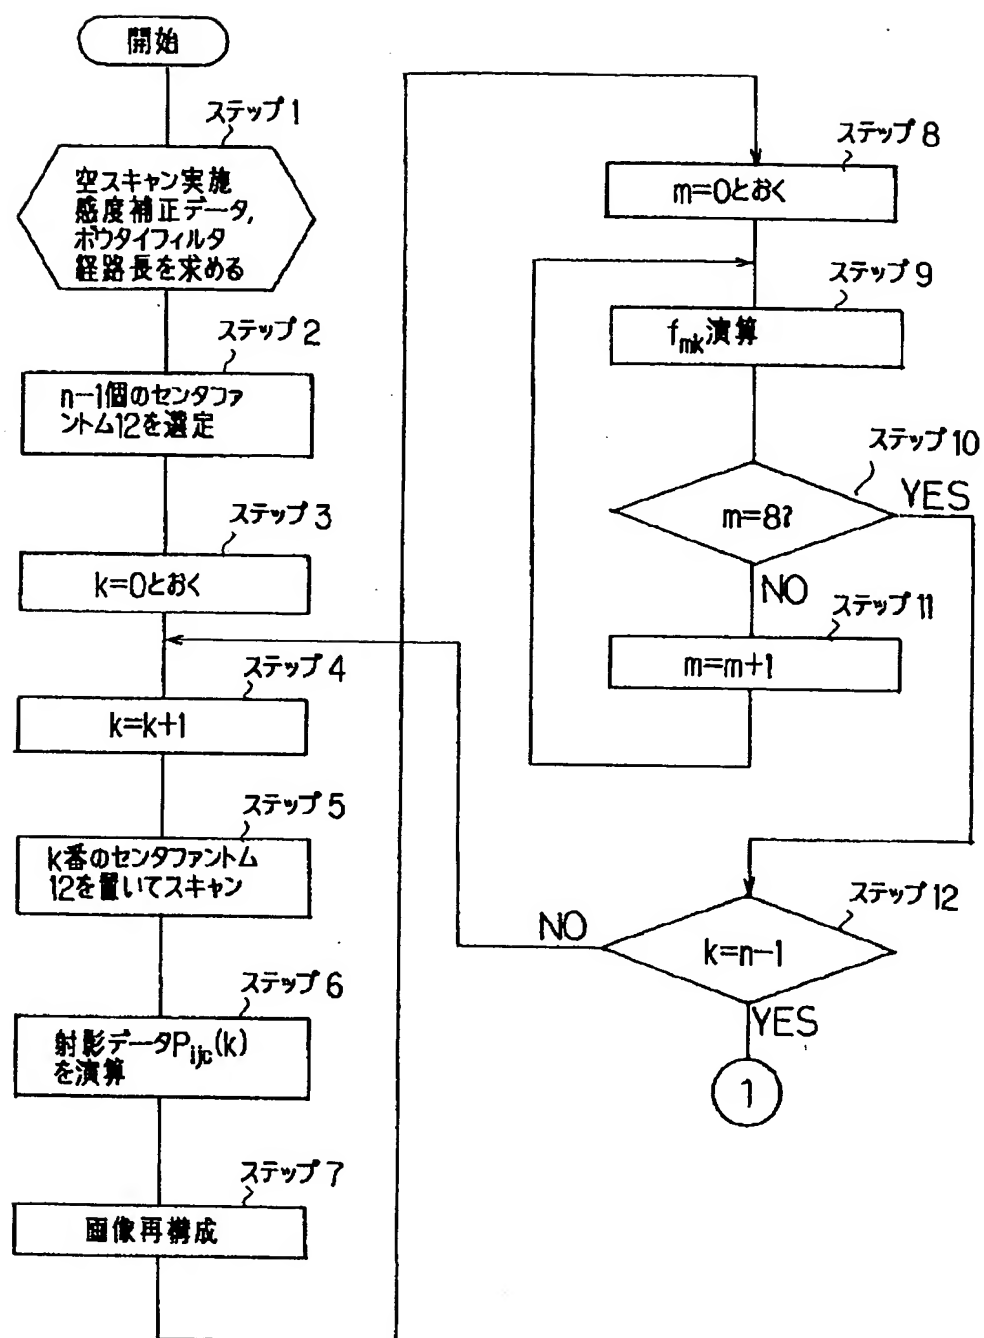 開始
ステップ1
空スキャン実施
感度補正データ,
ボウタイフィルタ
経路長を求める
ステップ2
n-1個のセンタファ
ントム12を選定
ステップ3
k=0とおく
ステップ4
k=k+1
ステップ5
k番のセンタファントム
12を置いてスキャン
ステップ6
射影データPijc(k)
を演算
ステップ7
画像再構成
ステップ8
m=0とおく
ステップ9
fmk演算
ステップ10
m=8?
YES
NO
ステップ11
m=m+1
ステップ12
k=n-1
NO
YES
1